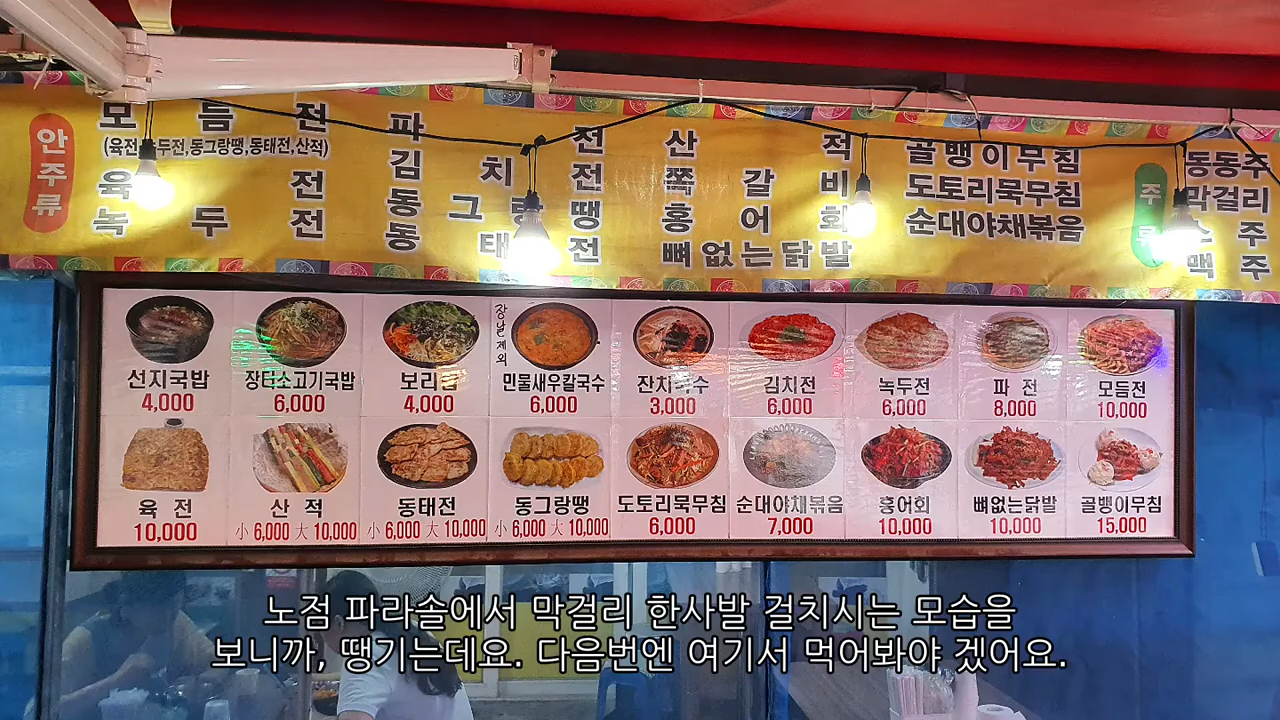 안주류
모듬전
(육전,녹두전,동그랑땡,동태전,산적)
육전
녹두전
파전
김치전
동그랑땡
동태전
산적
쪽갈비
홍어회
뼈없는닭발
골뱅이무침
도토리묵무침
순대야채볶음
주류
동동주
막걸리
소주
맥주
선지국밥
4,000
장터소고기국밥
6,000
보리밥
4,000
장날제외
민물새우칼국수
6,000
잔치국수
3,000
김치전
6,000
녹두전
6,000
파 전
8,000
모듬전
10,000
육 전
10,000
산 적
小 6,000 大 10,000
동태전
小 6,000 大 10,000
동그랑땡
小 6,000 大 10,000
도토리묵무침
6,000
순대야채볶음
7,000
홍어회
10,000
뼈없는닭발
10,000
골뱅이무침
15,000
노점 파라솔에서 막걸리 한사발 걸치시는 모습을
보니까, 땡기는데요. 다음번엔 여기서 먹어봐야 겠어요.